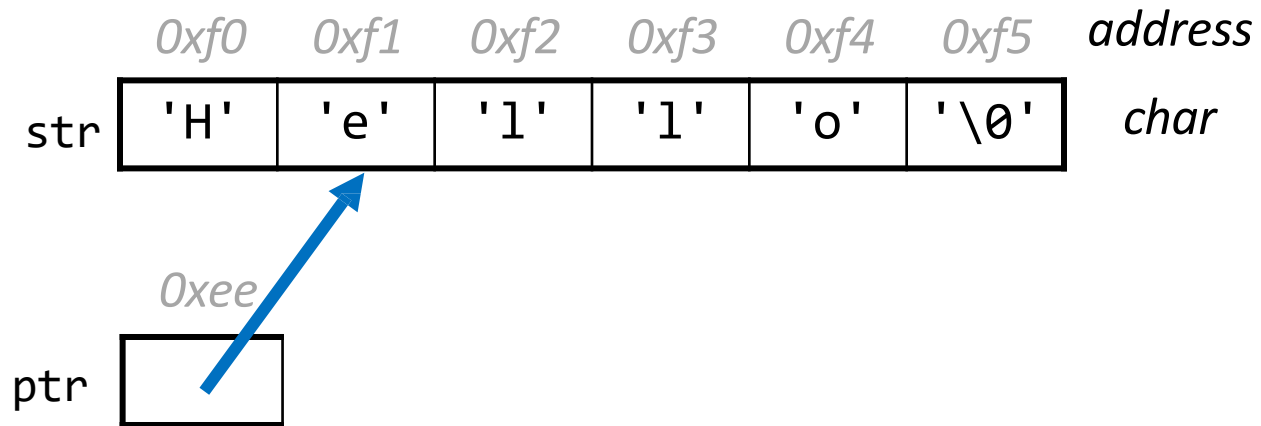 0xf0 0xf1 0xf2 0xf3 0xf4 0xf5 address
str 'H' 'e' 'l' 'l' 'o' '\0' char
0xee
ptr